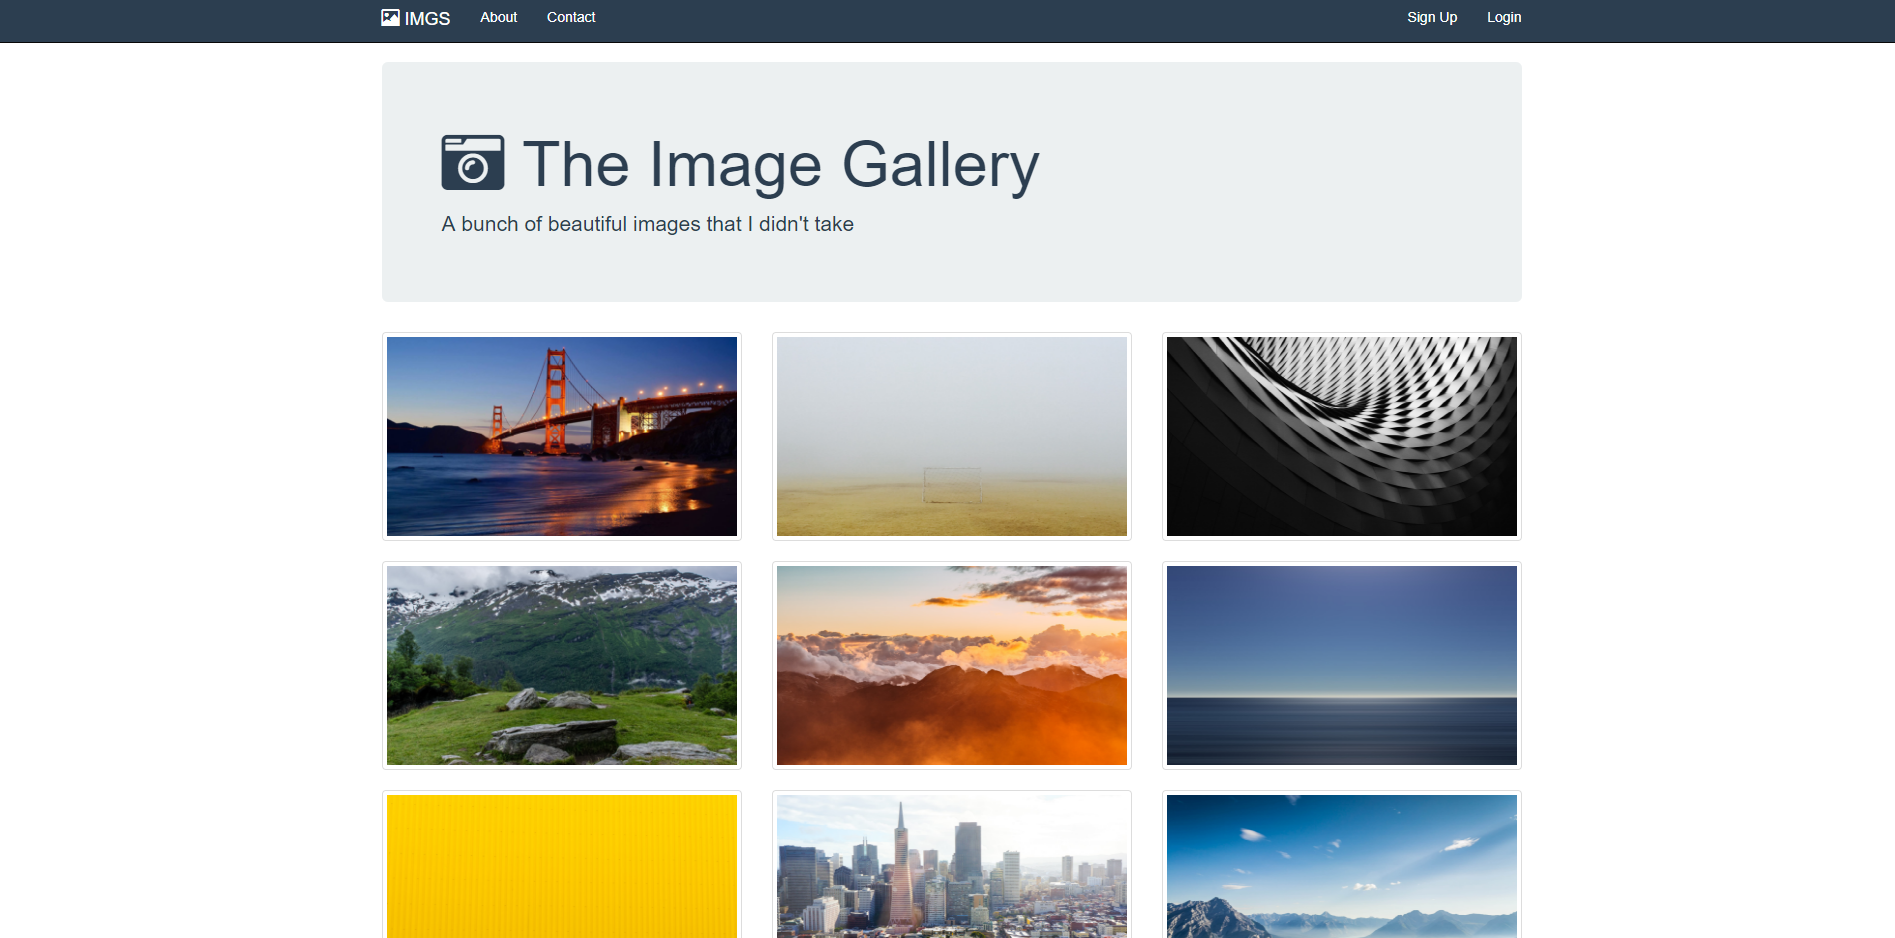 IMGS About Contact Sign Up Login
The Image Gallery
A bunch of beautiful images that I didn't take